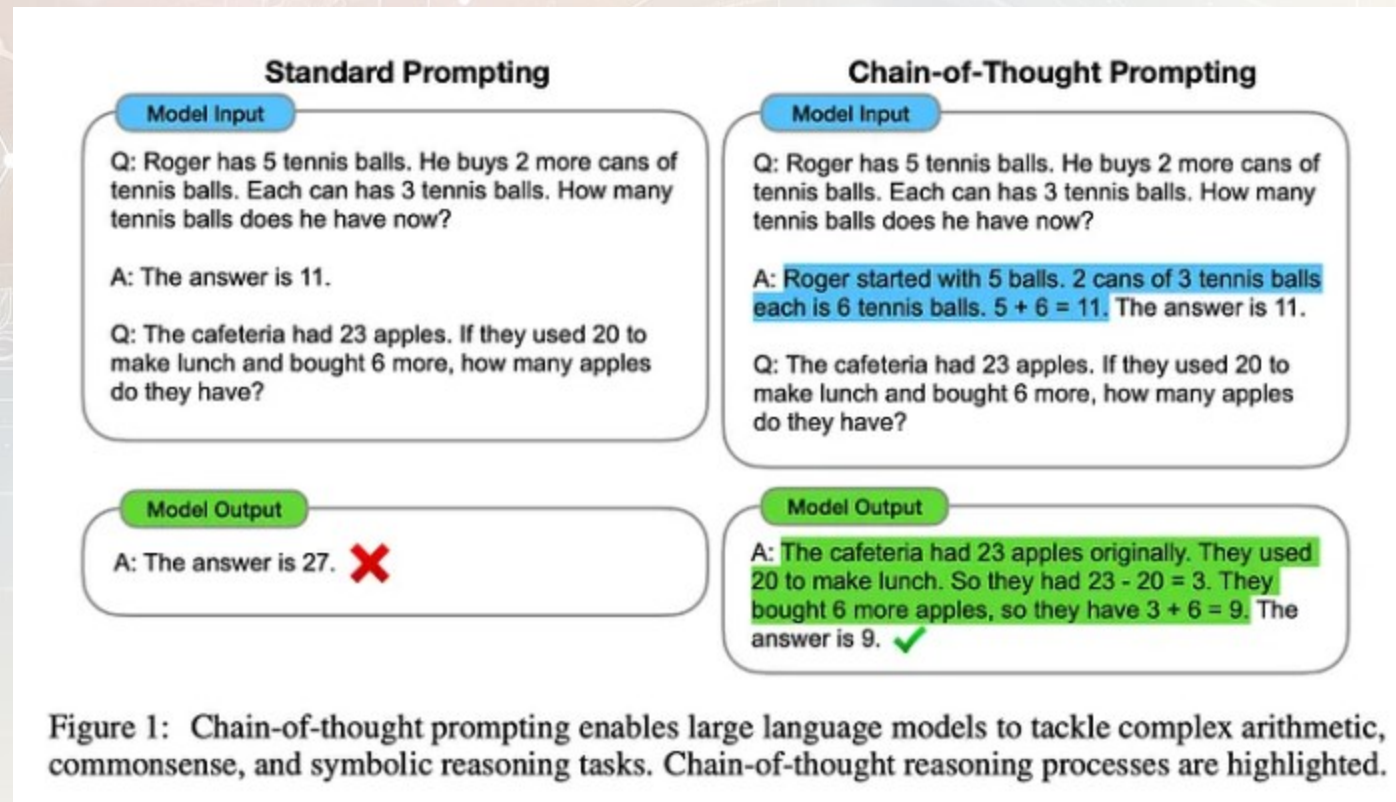 Standard Prompting
Model Input
Q: Roger has 5 tennis balls. He buys 2 more cans of
tennis balls. Each can has 3 tennis balls. How many
tennis balls does he have now?
A: The answer is 11.
Q: The cafeteria had 23 apples. If they used 20 to
make lunch and bought 6 more, how many apples
do they have?
Model Output
A: The answer is 27.
Chain-of-Thought Prompting
Model Input
Q: Roger has 5 tennis balls. He buys 2 more cans of
tennis balls. Each can has 3 tennis balls. How many
tennis balls does he have now?
A: Roger started with 5 balls. 2 cans of 3 tennis balls
each is 6 tennis balls. 5 + 6 = 11. The answer is 11.
Q: The cafeteria had 23 apples. If they used 20 to
make lunch and bought 6 more, how many apples
do they have?
Model Output
A: The cafeteria had 23 apples originally. They used
20 to make lunch. So they had 23 - 20 = 3. They
bought 6 more apples, so they have 3 + 6 = 9. The
answer is 9.
Figure 1: Chain-of-thought prompting enables large language models to tackle complex arithmetic,
commonsense, and symbolic reasoning tasks. Chain-of-thought reasoning processes are highlighted.